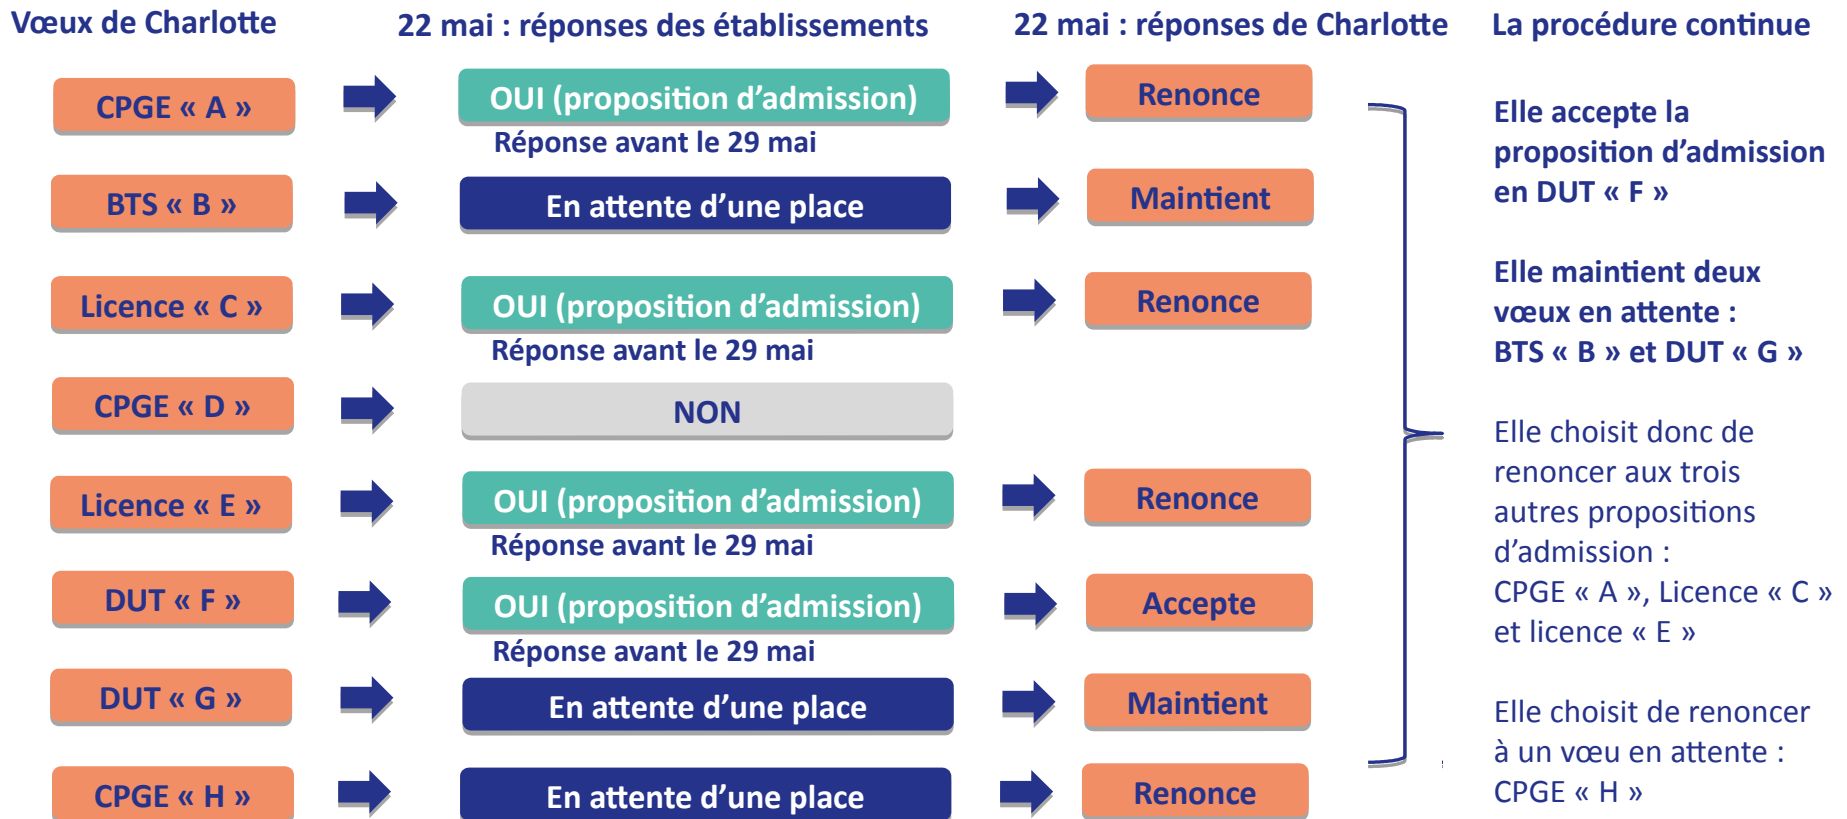 Vœux de Charlotte
22 mai : réponses des établissements
22 mai : réponses de Charlotte
La procédure continue
CPGE « A »
OUI (proposition d’admission)
Réponse avant le 29 mai
Renonce
BTS « B »
En attente d’une place
Maintient
Licence « C »
OUI (proposition d’admission)
Réponse avant le 29 mai
Renonce
CPGE « D »
NON
Licence « E »
OUI (proposition d’admission)
Réponse avant le 29 mai
Renonce
DUT « F »
OUI (proposition d’admission)
Réponse avant le 29 mai
Accepte
DUT « G »
En attente d’une place
Maintient
CPGE « H »
En attente d’une place
Renonce
Elle accepte la
proposition d’admission
en DUT « F »
Elle maintient deux
vœux en attente :
BTS « B » et DUT « G »
Elle choisit donc de
renoncer aux trois
autres propositions
d’admission :
CPGE « A », Licence « C »
et licence « E »
Elle choisit de renoncer
à un vœu en attente :
CPGE « H »